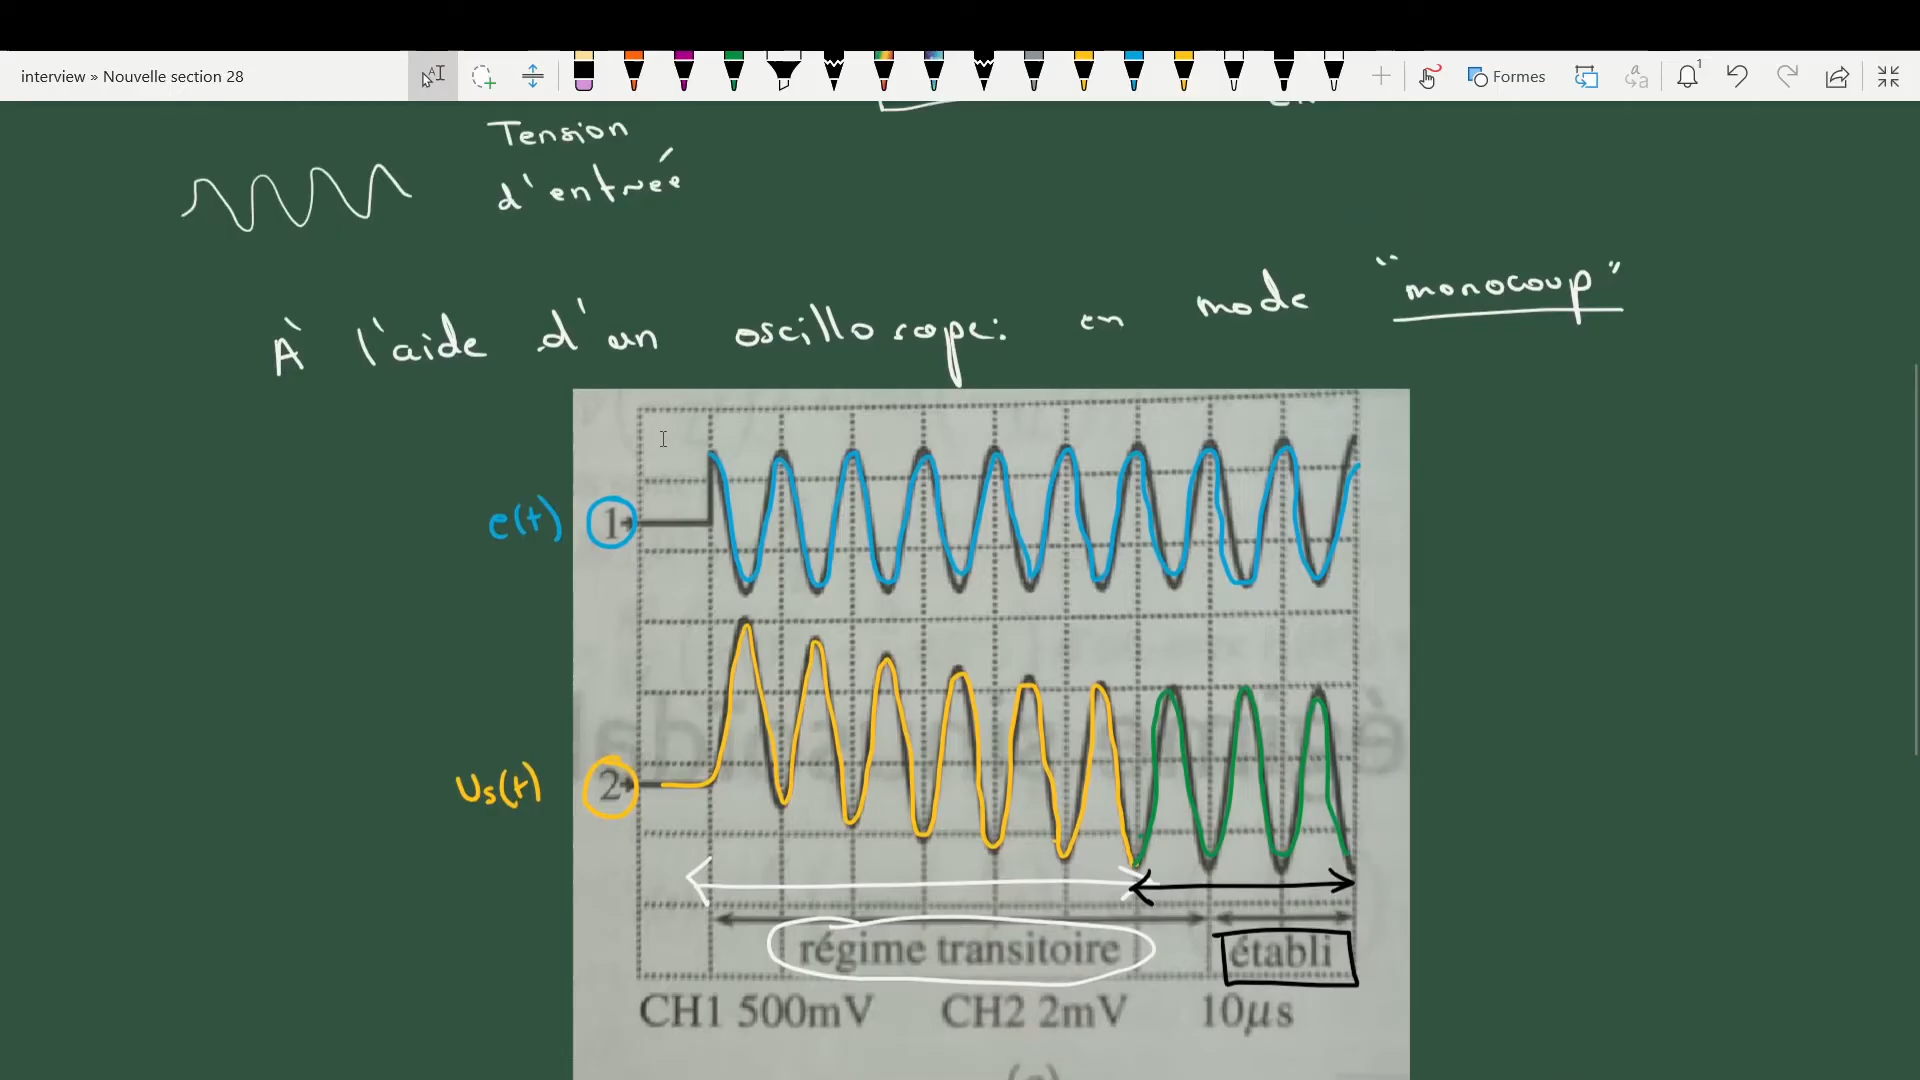 interview » Nouvelle section 28
Formes
1
Tension
d'entrée
À l'aide d'un oscilloscope: en mode "monocoup"
e(t) 1
Us(t) 2
régime transitoire établi
CH1 500mV CH2 2mV 10µs